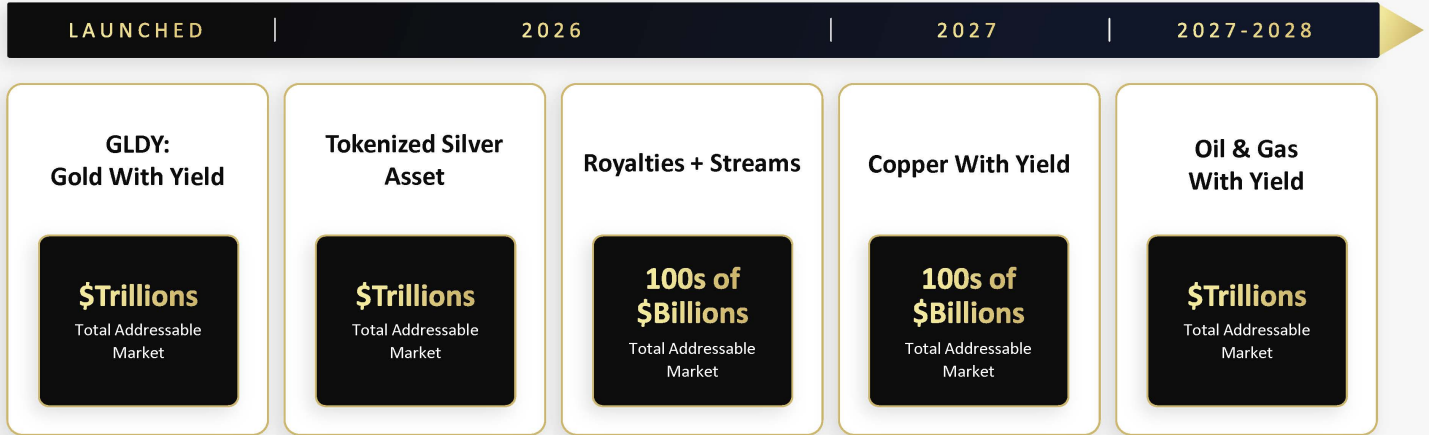 LAUNCHED
2026
2027
2027-2028
GLDY:
Gold With Yield
$Trillions
Total Addressable
Market
Tokenized Silver
Asset
$Trillions
Total Addressable
Market
Royalties + Streams
100s of
$Billions
Total Addressable
Market
Copper With Yield
100s of
$Billions
Total Addressable
Market
Oil & Gas
With Yield
$Trillions
Total Addressable
Market